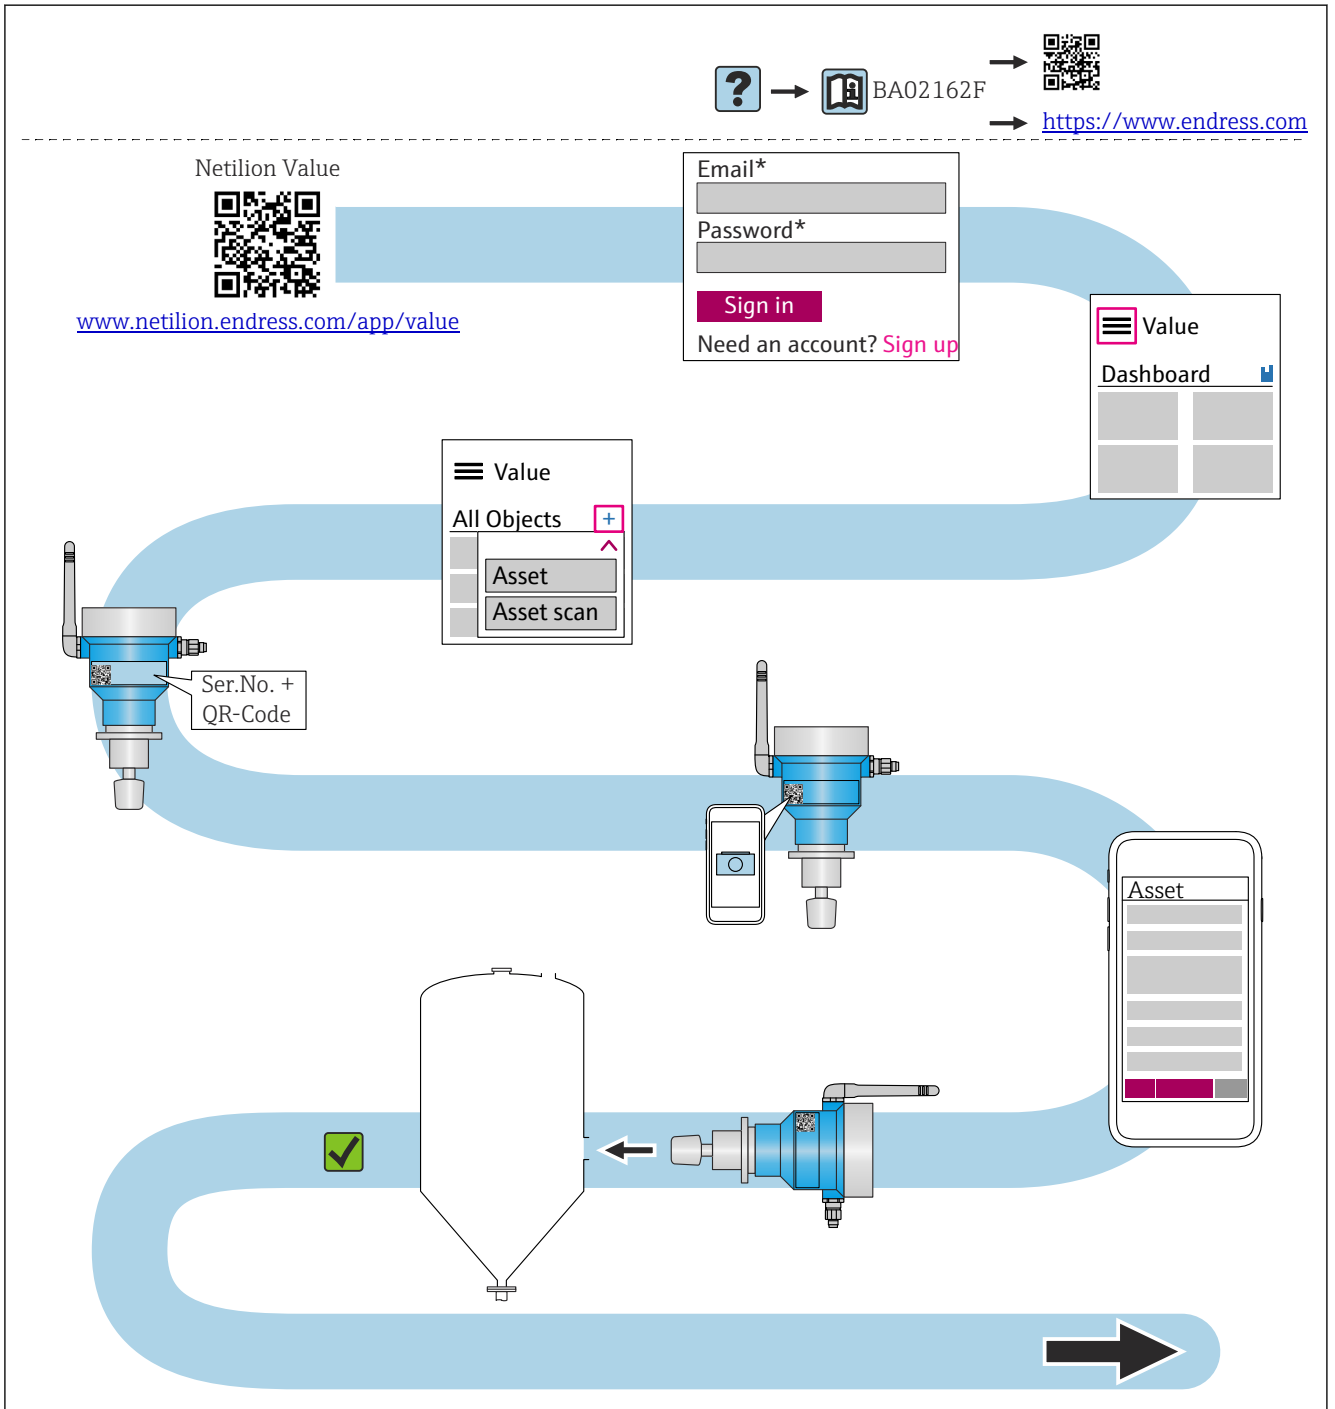 BA02162F
https://www.endress.com
Netilion Value
www.netilion.endress.com/app/value
Email*
Password*
Sign in
Need an account? Sign up
Value
Dashboard
Value
All Objects +
Asset
Asset scan
Ser.No. +
QR-Code
Asset